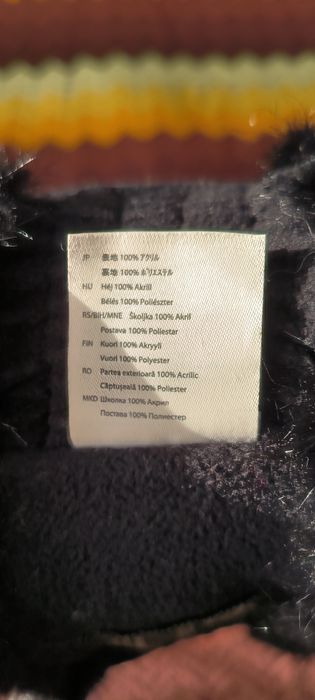 JP 表地 100% アクリル
裏地 100% ポリエステル
HU Héj 100% Akrill
Bélés 100% Poliészter
RS/BIH/MNE Školjka 100% Akril
Postava 100% Poliestar
FIN Kuori 100% Akryyli
Vuori 100% Polyester
RO Partea exterioară 100% Acrilic
Căptușeală 100% Poliester
MKD Школка 100% Акрил
Постава 100% Полиестер